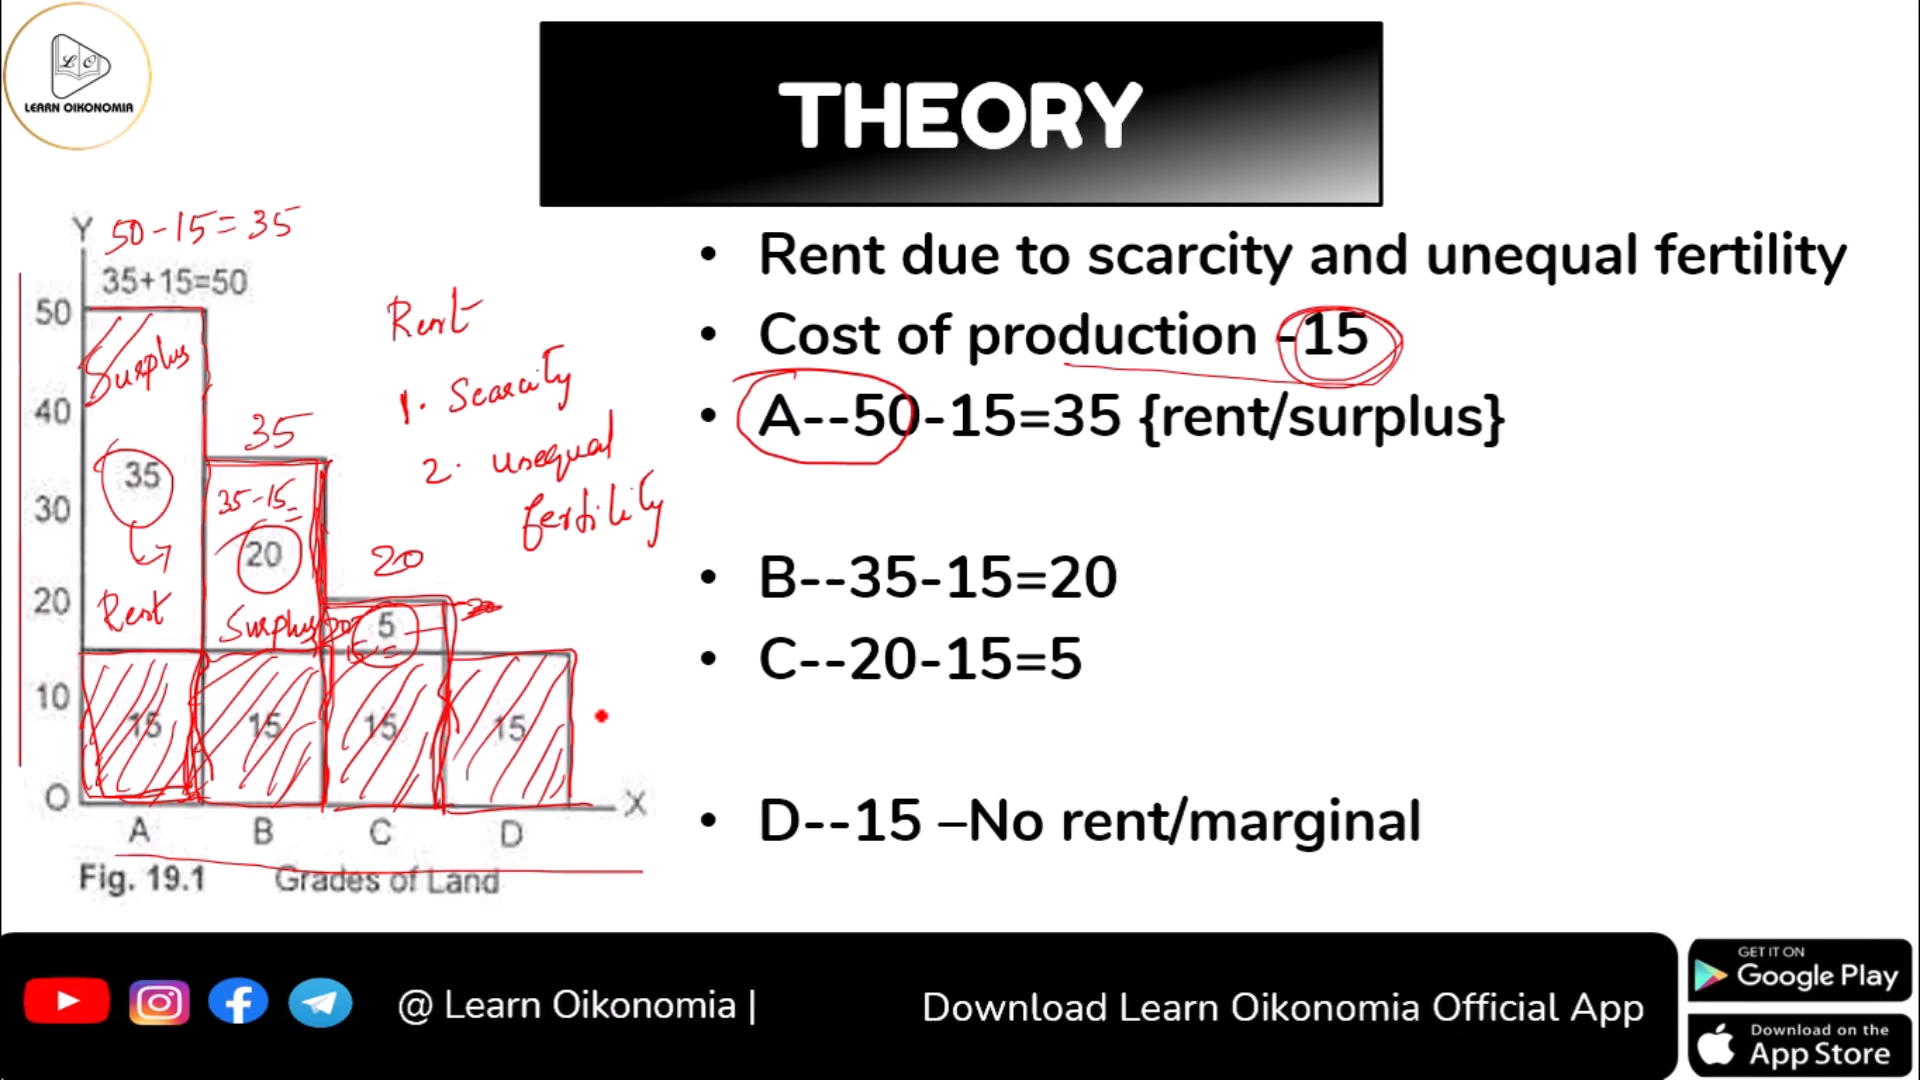 L O
LEARN OIKONOMIA
THEORY
Y
50-15=35
35+15=50
50
40
30
20
10
O
Surplus
35
Rent
15
35
35-15=
20
Surplus
15
20
5
15
15
A
B
C
D
X
Fig. 19.1
Grades of Land
Rent
1. Scarcity
2. unequal
fertility
• Rent due to scarcity and unequal fertility
• Cost of production -15
• A--50-15=35 {rent/surplus}
• B--35-15=20
• C--20-15=5
• D--15 –No rent/marginal
@ Learn Oikonomia |
Download Learn Oikonomia Official App
GET IT ON
Google Play
Download on the
App Store